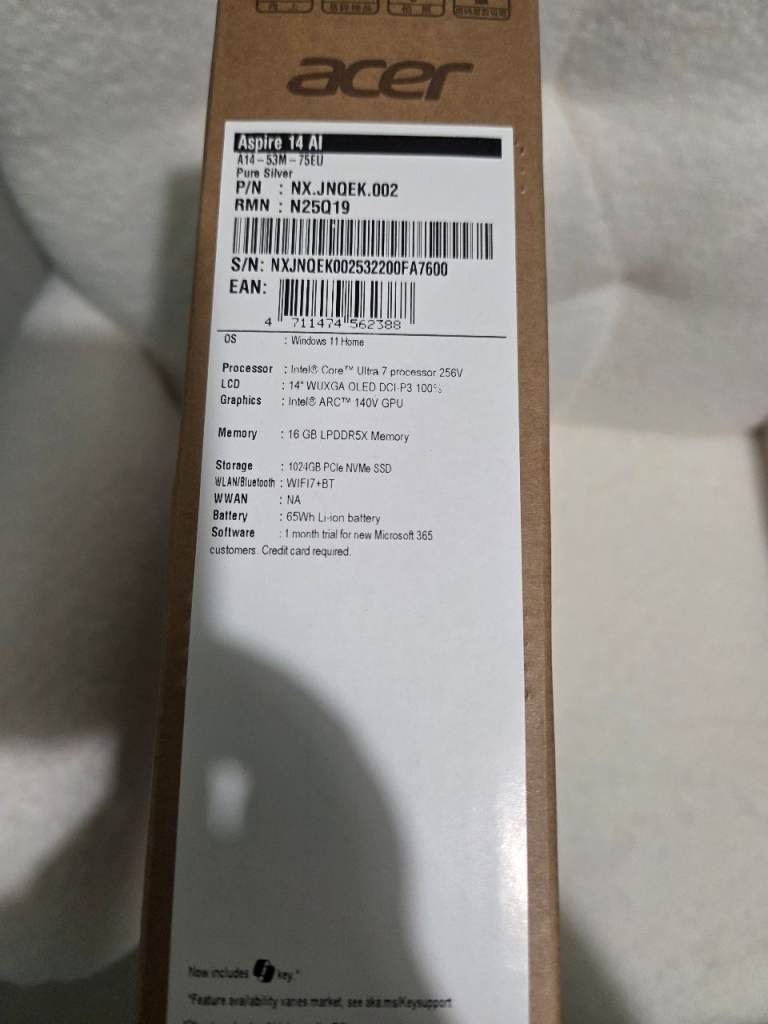 acer
Aspire 14 AI
A14-53M-75EU
Pure Silver
P/N : NX.JNQEK.002
RMN : N25Q19
S/N: NXJNQEK002532200FA7600
EAN:
4 711474 562388
OS : Windows 11 Home
Processor : Intel® Core™ Ultra 7 processor 256V
LCD : 14" WUXGA OLED DCI-P3 100%
Graphics : Intel® ARC™ 140V GPU
Memory : 16 GB LPDDR5X Memory
Storage : 1024GB PCIe NVMe SSD
WLAN/Bluetooth : WIFI7+BT
WWAN : NA
Battery : 65Wh Li-ion battery
Software : 1 month trial for new Microsoft 365
customers. Credit card required.
Now includes key.*
*Feature availability varies market, see aka.ms/Keysupport